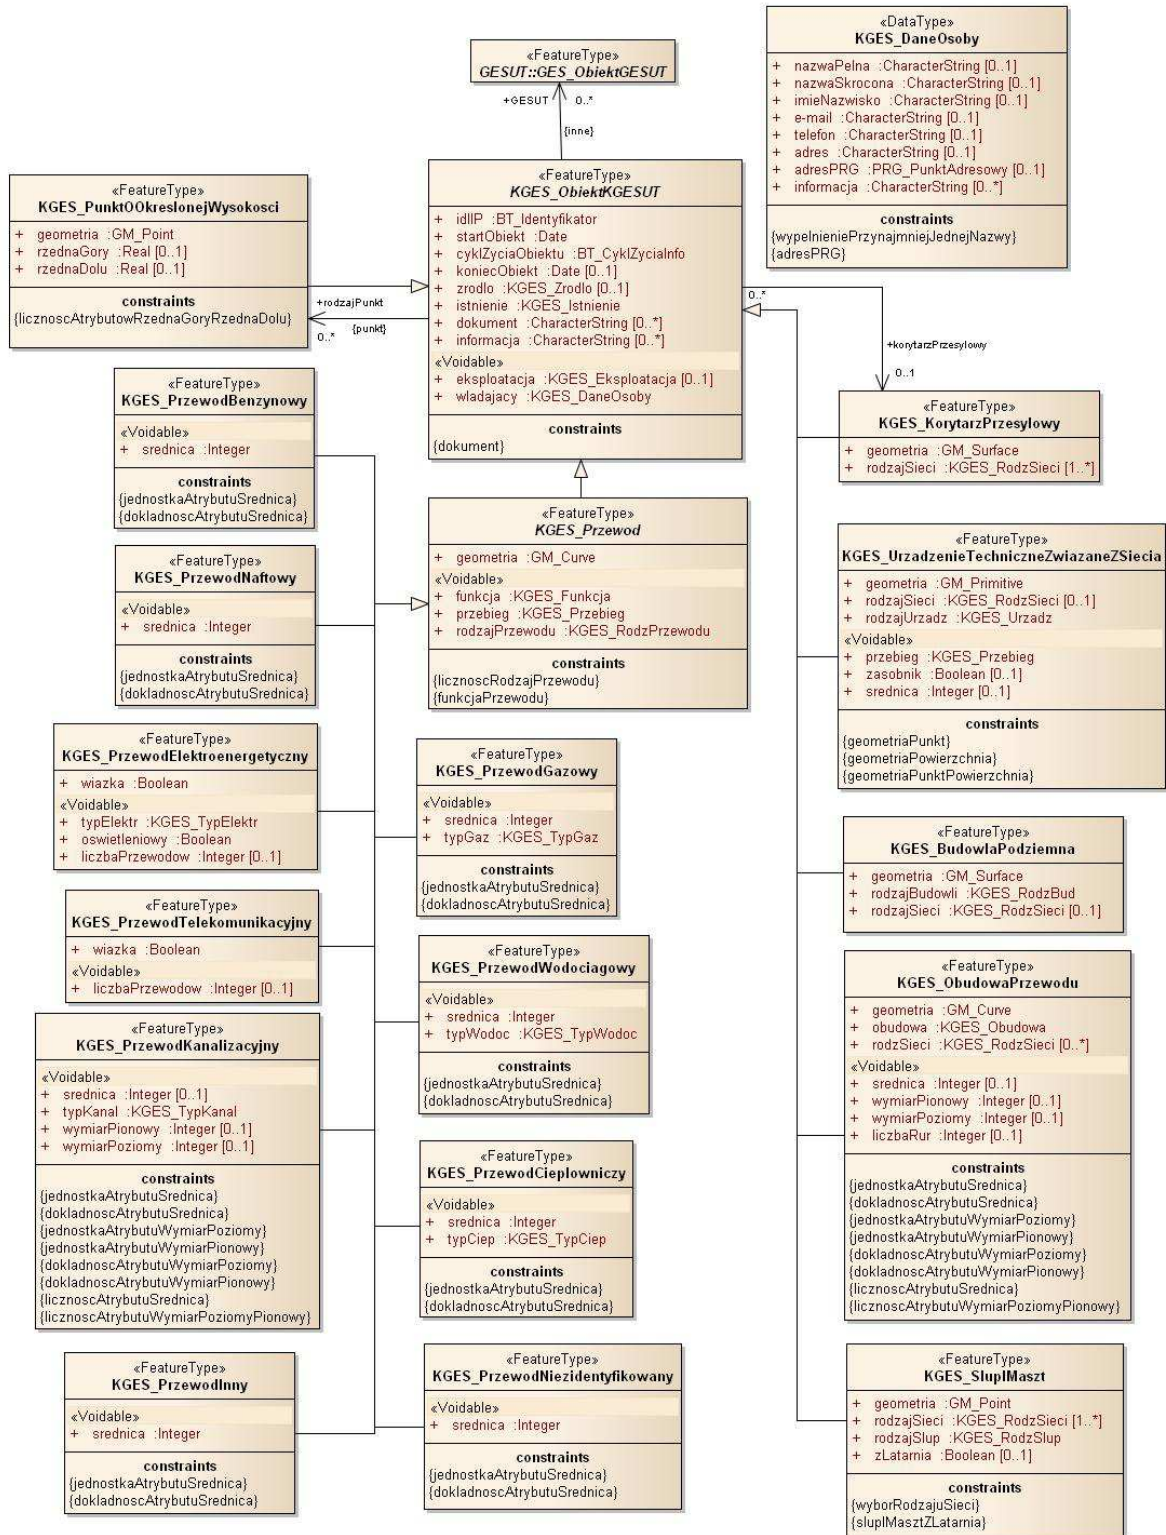 «FeatureType»
GESUT::GES_ObiektGESUT
+GESUT 0..*
{inne}
«DataType»
KGES_DaneOsoby
+ nazwaPelna :CharacterString [0..1]
+ nazwaSkrocona :CharacterString [0..1]
+ imieNazwisko :CharacterString [0..1]
+ e-mail :CharacterString [0..1]
+ telefon :CharacterString [0..1]
+ adres :CharacterString [0..1]
+ adresPRG :PRG_PunktAdresowy [0..1]
+ informacja :CharacterString [0..*]
constraints
{wypelnieniePrzynajmniejJednejNazwy}
{adresPRG}
«FeatureType»
KGES_PunktOOkreslonejWysokosci
+ geometria :GM_Point
+ rzednaGory :Real [0..1]
+ rzednaDolu :Real [0..1]
constraints
{licznoscAtrybutowRzednaGoryRzednaDolu}
«FeatureType»
KGES_ObiektKGESUT
+ idIIP :BT_Identyfikator
+ startObiekt :Date
+ cyklZyciaObiektu :BT_CyklZyciaInfo
+ koniecObiekt :Date [0..1]
+ zrodlo :KGES_Zrodlo [0..1]
+ istnienie :KGES_Istnienie
+ dokument :CharacterString [0..*]
+ informacja :CharacterString [0..*]
«Voidable»
+ eksploatacja :KGES_Eksploatacja [0..1]
+ wladajacy :KGES_DaneOsoby
constraints
{dokument}
+rodzajPunkt
{punkt}
0..*
0..*
+korytarzPrzesylowy
0..1
«FeatureType»
KGES_KorytarzPrzesylowy
+ geometria :GM_Surface
+ rodzajSieci :KGES_RodzSieci [1..*]
«FeatureType»
KGES_PrzewodBenzynowy
«Voidable»
+ srednica :Integer
constraints
{jednostkaAtrybutuSrednica}
{dokladnoscAtrybutuSrednica}
«FeatureType»
KGES_Przewod
+ geometria :GM_Curve
«Voidable»
+ funkcja :KGES_Funkcja
+ przebieg :KGES_Przebieg
+ rodzajPrzewodu :KGES_RodzPrzewodu
constraints
{licznoscRodzajPrzewodu}
{funkcjaPrzewodu}
«FeatureType»
KGES_UrzadzenieTechniczneZwiazaneZSiecia
+ geometria :GM_Primitive
+ rodzajSieci :KGES_RodzSieci [0..1]
+ rodzajUrzadz :KGES_Urzadz
«Voidable»
+ przebieg :KGES_Przebieg
+ zasobnik :Boolean [0..1]
+ srednica :Integer [0..1]
constraints
{geometriaPunkt}
{geometriaPowierzchnia}
{geometriaPunktPowierzchnia}
«FeatureType»
KGES_PrzewodNaftowy
«Voidable»
+ srednica :Integer
constraints
{jednostkaAtrybutuSrednica}
{dokladnoscAtrybutuSrednica}
«FeatureType»
KGES_PrzewodElektroenergetyczny
+ wiazka :Boolean
«Voidable»
+ typElektr :KGES_TypElektr
+ oswietleniowy :Boolean
+ liczbaPrzewodow :Integer [0..1]
«FeatureType»
KGES_PrzewodGazowy
«Voidable»
+ srednica :Integer
+ typGaz :KGES_TypGaz
constraints
{jednostkaAtrybutuSrednica}
{dokladnoscAtrybutuSrednica}
«FeatureType»
KGES_BudowlaPodziemna
+ geometria :GM_Surface
+ rodzajBudowli :KGES_RodzBud
+ rodzajSieci :KGES_RodzSieci [0..1]
«FeatureType»
KGES_PrzewodTelekomunikacyjny
+ wiazka :Boolean
«Voidable»
+ liczbaPrzewodow :Integer [0..1]
«FeatureType»
KGES_PrzewodWodociagowy
«Voidable»
+ srednica :Integer
+ typWodoc :KGES_TypWodoc
constraints
{jednostkaAtrybutuSrednica}
{dokladnoscAtrybutuSrednica}
«FeatureType»
KGES_ObudowaPrzewodu
+ geometria :GM_Curve
+ obudowa :KGES_Obudowa
+ rodzSieci :KGES_RodzSieci [0..*]
«Voidable»
+ srednica :Integer [0..1]
+ wymiarPionowy :Integer [0..1]
+ wymiarPoziomy :Integer [0..1]
+ liczbaRur :Integer [0..1]
constraints
{jednostkaAtrybutuSrednica}
{dokladnoscAtrybutuSrednica}
{jednostkaAtrybutuWymiarPoziomy}
{jednostkaAtrybutuWymiarPionowy}
{dokladnoscAtrybutuWymiarPoziomy}
{dokladnoscAtrybutuWymiarPionowy}
{licznoscAtrybutuSrednica}
{licznoscAtrybutuWymiarPoziomyPionowy}
«FeatureType»
KGES_PrzewodKanalizacyjny
«Voidable»
+ srednica :Integer [0..1]
+ typKanal :KGES_TypKanal
+ wymiarPionowy :Integer [0..1]
+ wymiarPoziomy :Integer [0..1]
constraints
{jednostkaAtrybutuSrednica}
{dokladnoscAtrybutuSrednica}
{jednostkaAtrybutuWymiarPoziomy}
{jednostkaAtrybutuWymiarPionowy}
{dokladnoscAtrybutuWymiarPoziomy}
{dokladnoscAtrybutuWymiarPionowy}
{licznoscAtrybutuSrednica}
{licznoscAtrybutuWymiarPoziomyPionowy}
«FeatureType»
KGES_PrzewodCieplowniczy
«Voidable»
+ srednica :Integer
+ typCiep :KGES_TypCiep
constraints
{jednostkaAtrybutuSrednica}
{dokladnoscAtrybutuSrednica}
«FeatureType»
KGES_PrzewodInny
«Voidable»
+ srednica :Integer
constraints
{jednostkaAtrybutuSrednica}
{dokladnoscAtrybutuSrednica}
«FeatureType»
KGES_PrzewodNiezidentyfikowany
«Voidable»
+ srednica :Integer
constraints
{jednostkaAtrybutuSrednica}
{dokladnoscAtrybutuSrednica}
«FeatureType»
KGES_SlupIMaszt
+ geometria :GM_Point
+ rodzajSieci :KGES_RodzSieci [1..*]
+ rodzajSlup :KGES_RodzSlup
+ zLatarnia :Boolean [0..1]
constraints
{wyborRodzajuSieci}
{slupIMasztZLatarnia}